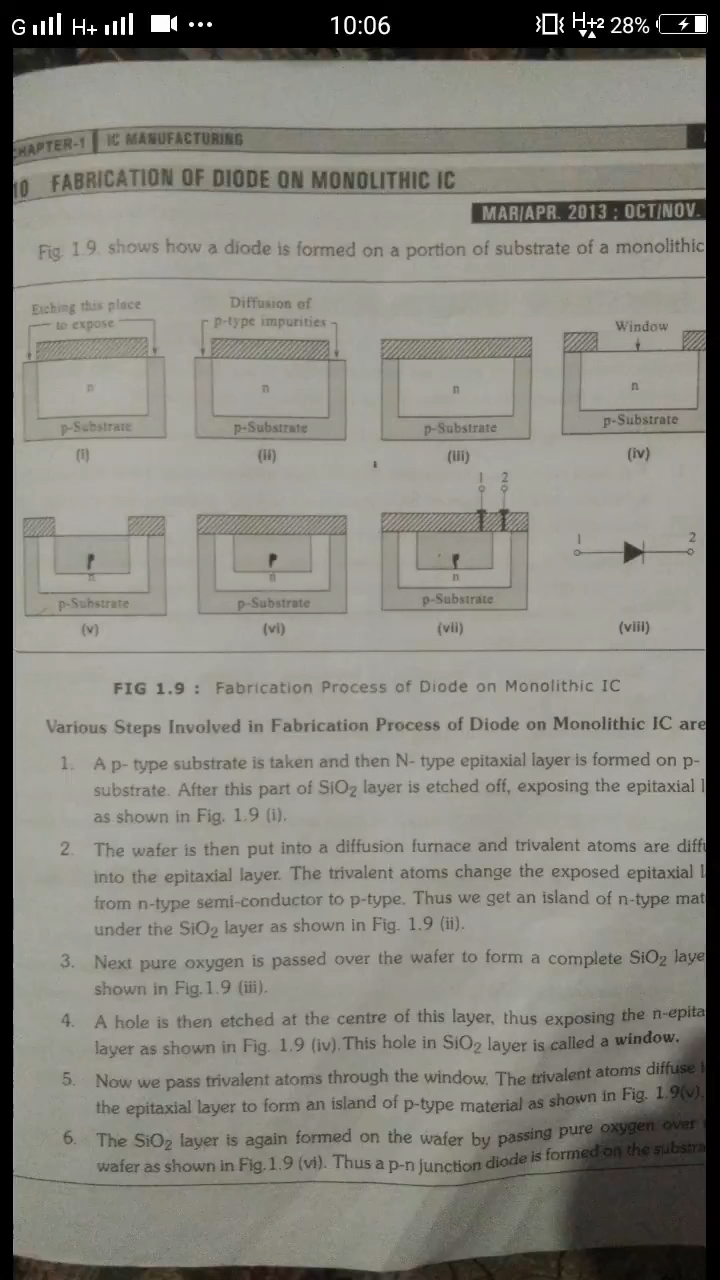 G H+ ... 10:06 H+2 28%
CHAPTER-1 IC MANUFACTURING
10 FABRICATION OF DIODE ON MONOLITHIC IC
MAR/APR. 2013 ; OCT/NOV.
Fig. 1.9. shows how a diode is formed on a portion of substrate of a monolithic
Etching this place
to expose
Diffusion of
p-type impurities
Window
n
n
n
n
p-Substrate
p-Substrate
p-Substrate
p-Substrate
(i)
(ii)
(iii)
(iv)
1 2
P
n
P
n
P
n
1 2
p-Substrate
p-Substrate
p-Substrate
(v)
(vi)
(vii)
(viii)
FIG 1.9 : Fabrication Process of Diode on Monolithic IC
Various Steps Involved in Fabrication Process of Diode on Monolithic IC are
1. A p- type substrate is taken and then N- type epitaxial layer is formed on p-
substrate. After this part of SiO2 layer is etched off, exposing the epitaxial l
as shown in Fig. 1.9 (i).
2. The wafer is then put into a diffusion furnace and trivalent atoms are diffu
into the epitaxial layer. The trivalent atoms change the exposed epitaxial l
from n-type semi-conductor to p-type. Thus we get an island of n-type mat
under the SiO2 layer as shown in Fig. 1.9 (ii).
3. Next pure oxygen is passed over the wafer to form a complete SiO2 laye
shown in Fig.1.9 (iii).
4. A hole is then etched at the centre of this layer, thus exposing the n-epita
layer as shown in Fig. 1.9 (iv).This hole in SiO2 layer is called a window.
5. Now we pass trivalent atoms through the window. The trivalent atoms diffuse i
the epitaxial layer to form an island of p-type material as shown in Fig. 1.9(v).
6. The SiO2 layer is again formed on the wafer by passing pure oxygen over
wafer as shown in Fig.1.9 (vi). Thus a p-n junction diode is formed on the substra